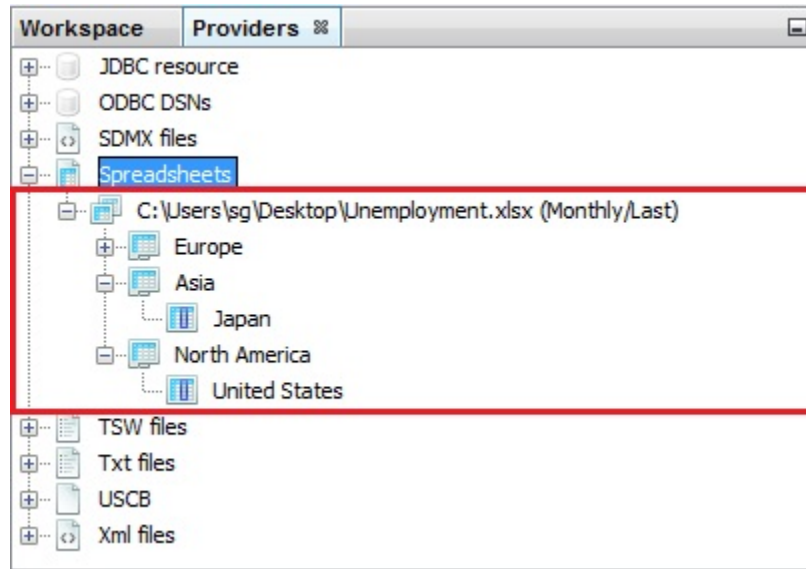 Workspace Providers
JDBC resource
ODBC DSNs
SDMX files
Spreadsheets
C:\Users\sg\Desktop\Unemployment.xlsx (Monthly/Last)
Europe
Asia
Japan
North America
United States
TSW files
Txt files
USCB
Xml files